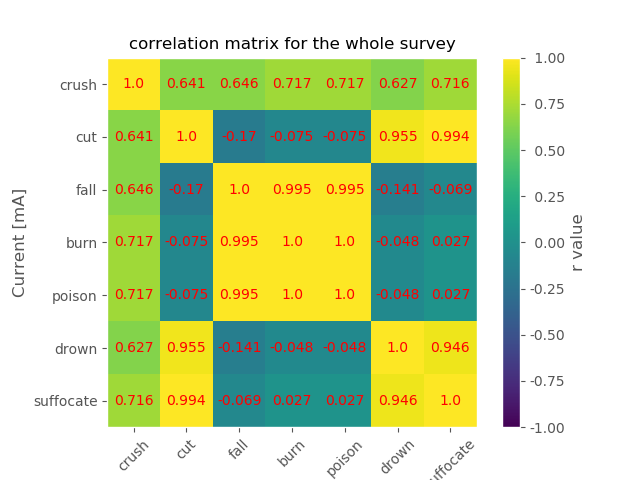 correlation matrix for the whole survey
crush 1.0 0.641 0.646 0.717 0.717 0.627 0.716
cut 0.641 1.0 -0.17 -0.075 -0.075 0.955 0.994
fall 0.646 -0.17 1.0 0.995 0.995 -0.141 -0.069
burn 0.717 -0.075 0.995 1.0 1.0 -0.048 0.027
poison 0.717 -0.075 0.995 1.0 1.0 -0.048 0.027
drown 0.627 0.955 -0.141 -0.048 -0.048 1.0 0.946
suffocate 0.716 0.994 -0.069 0.027 0.027 0.946 1.0
crush cut fall burn poison drown uffocate
Current [mA]
1.00
0.75
0.50
0.25
0.00
-0.25
-0.50
-0.75
-1.00
r value